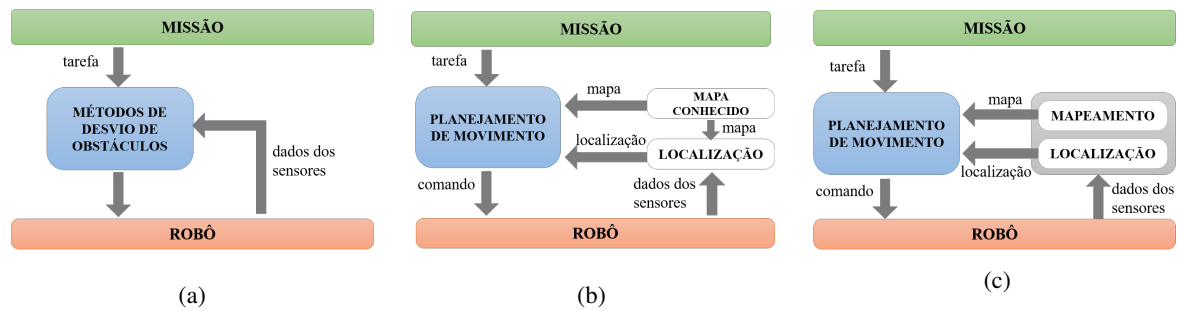 MISSÃO
tarefa
MÉTODOS DE
DESVIO DE
OBSTÁCULOS
dados dos
sensores
ROBÔ
(a)
MISSÃO
tarefa
PLANEJAMENTO
DE MOVIMENTO
mapa
MAPA
CONHECIDO
mapa
localização
LOCALIZAÇÃO
comando
dados dos
sensores
ROBÔ
(b)
MISSÃO
tarefa
PLANEJAMENTO
DE MOVIMENTO
mapa
MAPEAMENTO
LOCALIZAÇÃO
localização
comando
dados dos
sensores
ROBÔ
(c)